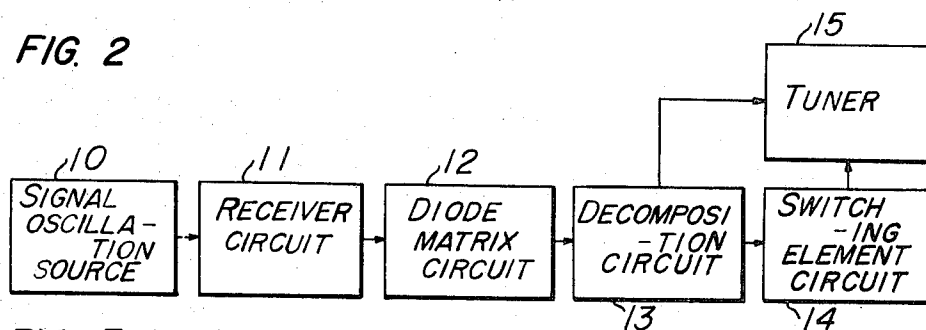 FIG. 2
15
TUNER
10
SIGNAL
OSCILLA-
TION
SOURCE
11
RECEIVER
CIRCUIT
12
DIODE
MATRIX
CIRCUIT
DECOMPOSI
-TION
CIRCUIT
13
SWITCH
-ING
ELEMENT
CIRCUIT
14